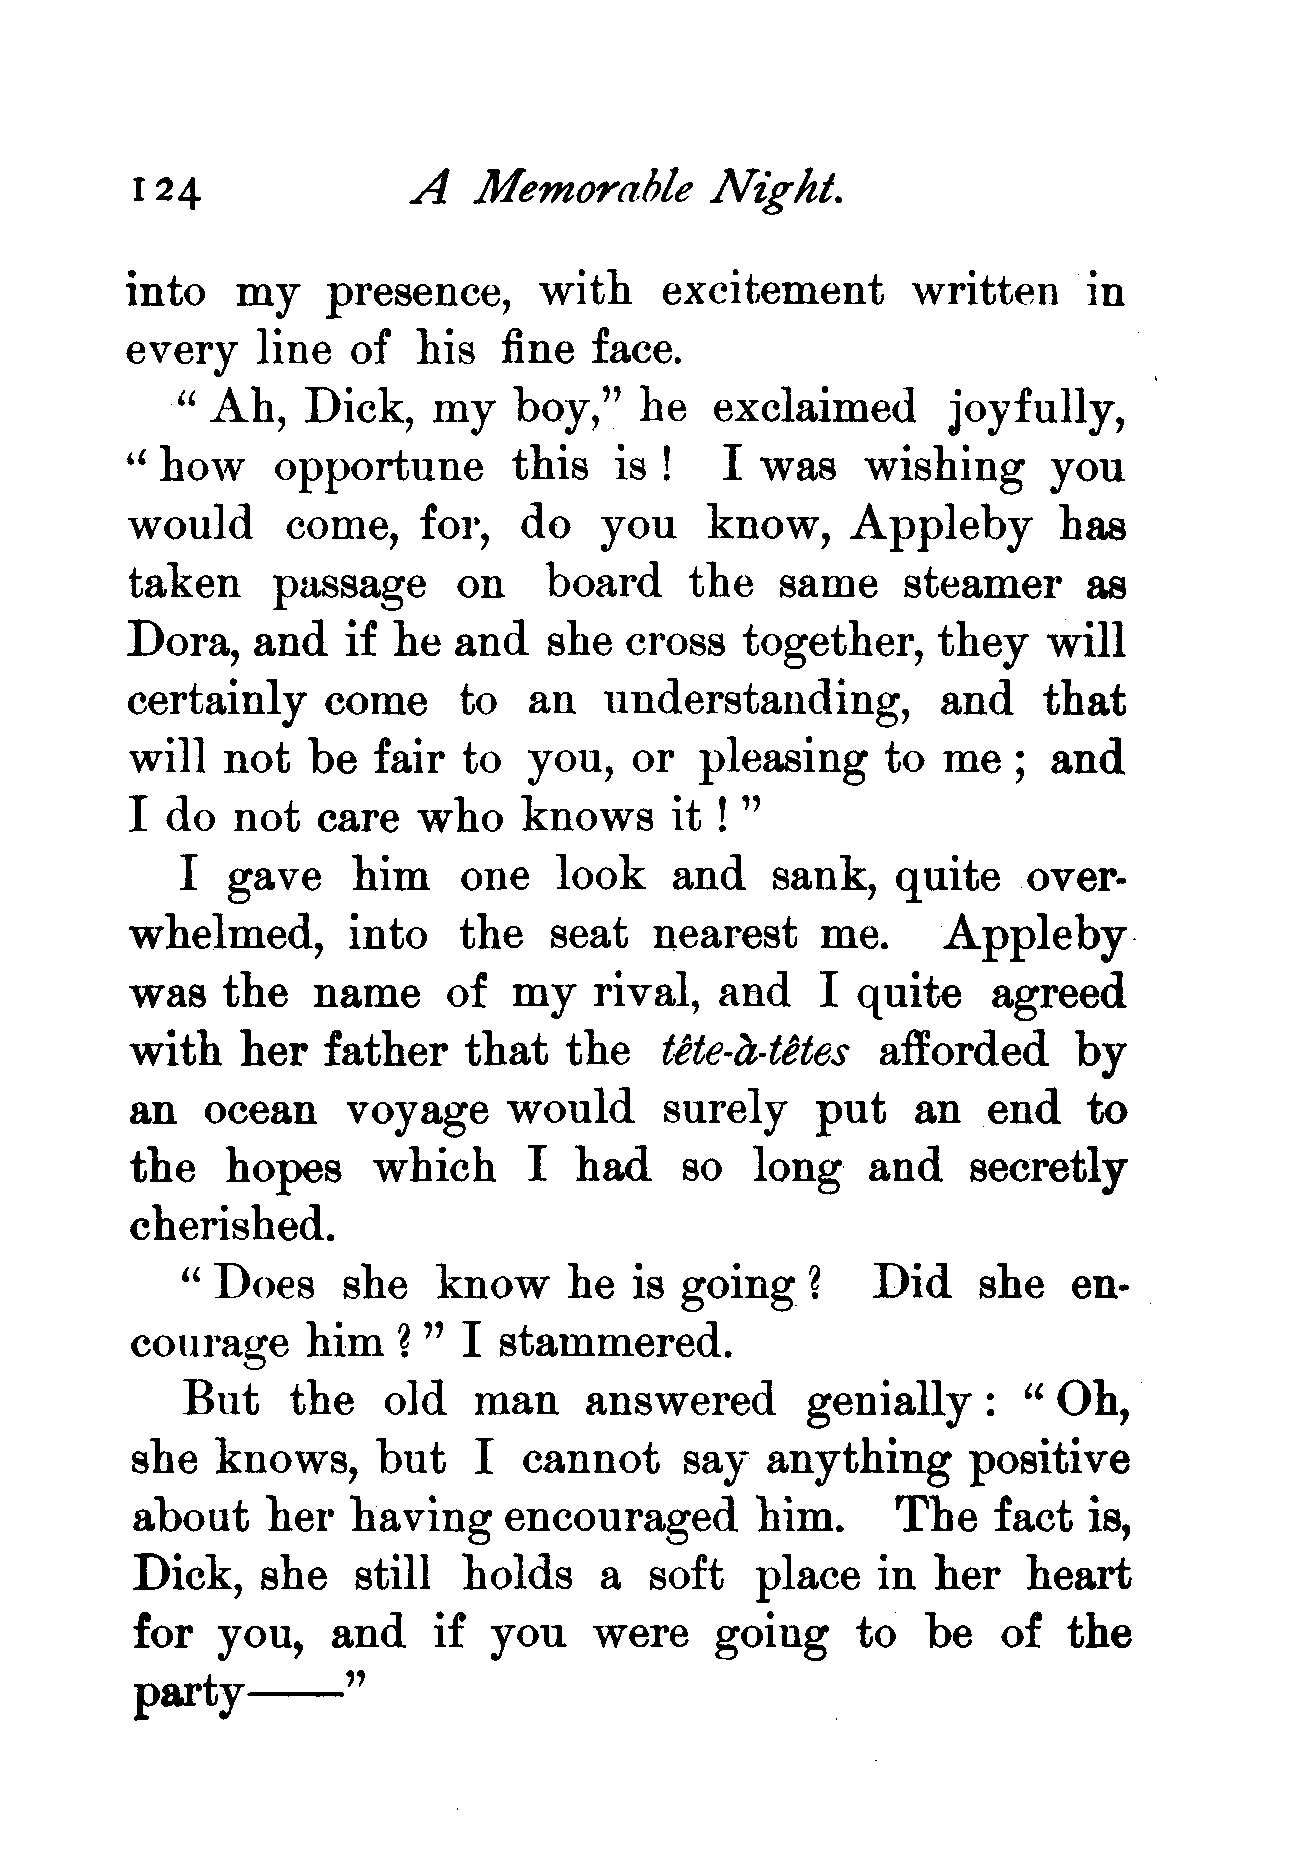 124 A Memorable Night.
into my presence, with excitement written in
every line of his fine face.
“ Ah, Dick, my boy,” he exclaimed joyfully,
“ how opportune this is ! I was wishing you
would come, for, do you know, Appleby has
taken passage on board the same steamer as
Dora, and if he and she cross together, they will
certainly come to an understanding, and that
will not be fair to you, or pleasing to me ; and
I do not care who knows it ! ”
I gave him one look and sank, quite over-
whelmed, into the seat nearest me. Appleby
was the name of my rival, and I quite agreed
with her father that the tête-à-têtes afforded by
an ocean voyage would surely put an end to
the hopes which I had so long and secretly
cherished.
“ Does she know he is going ? Did she en-
courage him ? ” I stammered.
But the old man answered genially : “ Oh,
she knows, but I cannot say anything positive
about her having encouraged him. The fact is,
Dick, she still holds a soft place in her heart
for you, and if you were going to be of the
party——”